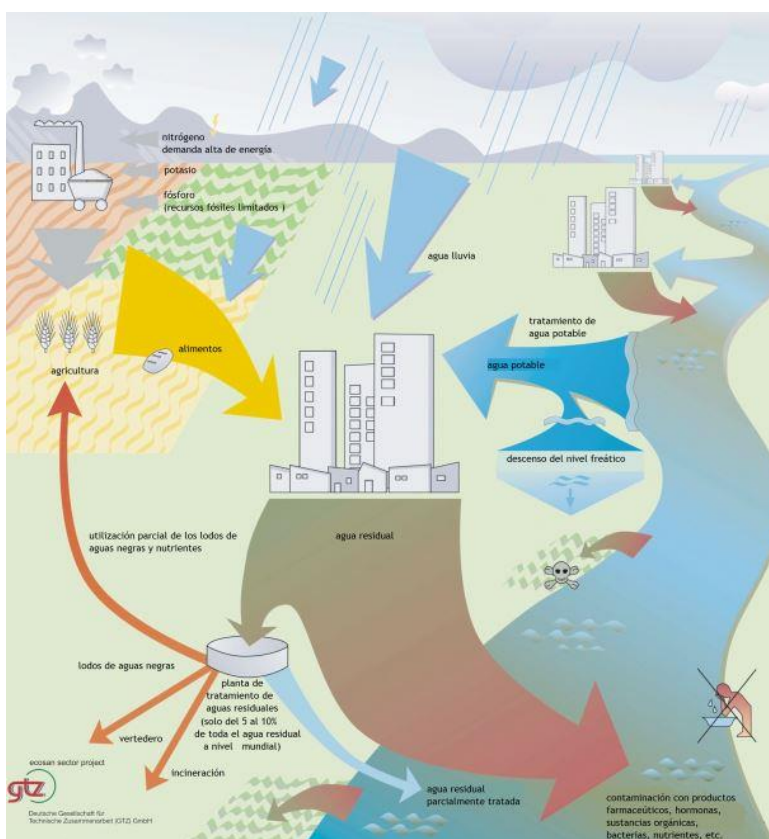 nitrógeno
demanda alta de energía
potasio
fósforo
(recursos fósiles limitados )
agua lluvia
tratamiento de
agua potable
agua potable
alimentos
agricultura
descenso del nivel freático
utilización parcial de los lodos de
aguas negras y nutrientes
agua residual
lodos de aguas negras
planta de
tratamiento de
aguas residuales
(solo del 5 al 10%
de toda el agua residual
a nivel mundial)
vertedero
incineración
ecosan sector project
gtz
Deutsche Gesellschaft für
Technische Zusammenarbeit (GTZ) GmbH
agua residual
parcialmente tratada
contaminación con productos
farmaceúticos, hormonas,
sustancias orgánicas,
bacterias, nutrientes, etc.